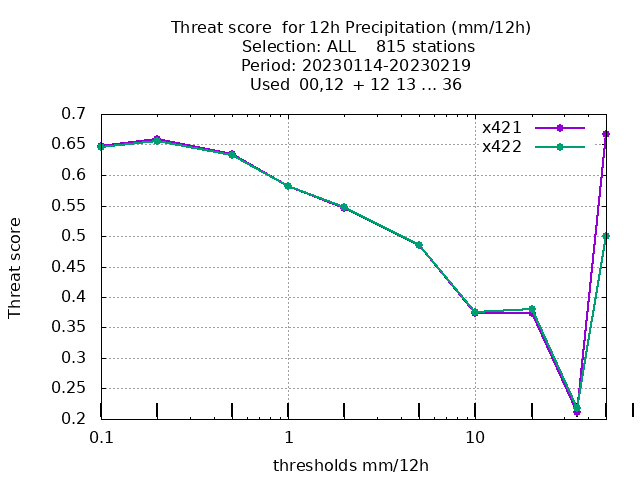 Threat score  for 12h Precipitation (mm/12h)
Selection: ALL    815 stations
Period: 20230114-20230219
Used  00,12  + 12 13 ... 36
0.7
0.65
0.6
0.55
0.5
0.45
0.4
0.35
0.3
0.25
0.2
Threat score
x421
x422
0.1
1
10
thresholds mm/12h